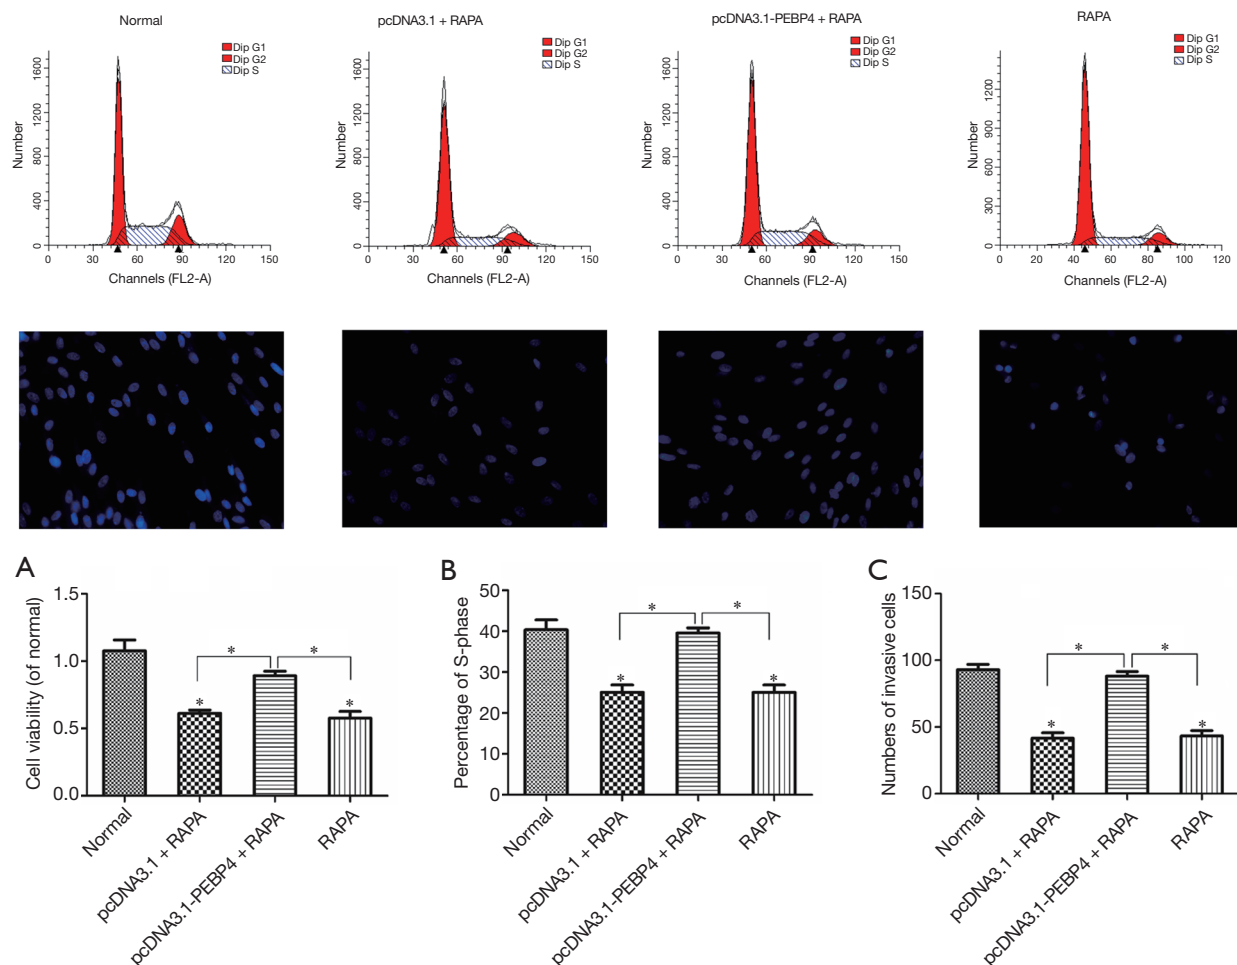 Normal
pcDNA3.1 + RAPA
pcDNA3.1-PEBP4 + RAPA
RAPA
Dip G1
Dip G2
Dip S
Number
1600
1200
800
400
0
0 30 60 90 120 150
Channels (FL2-A)
Dip G1
Dip G2
Dip S
Number
1600
1200
800
400
0
0 30 60 90 120 150
Channels (FL2-A)
Dip G1
Dip G2
Dip S
Number
1600
1200
800
400
0
0 30 60 90 120 150
Channels (FL2-A)
Dip G1
Dip G2
Dip S
Number
1200
900
600
300
0
0 20 40 60 80 100 120
Channels (FL2-A)
A
Cell viability (of normal)
1.5
1.0
0.5
0.0
* *
* *
Normal
pcDNA3.1 + RAPA
pcDNA3.1-PEBP4 + RAPA
RAPA
B
Percentage of S-phase
50
40
30
20
10
0
* *
* *
Normal
pcDNA3.1 + RAPA
pcDNA3.1-PEBP4 + RAPA
RAPA
C
Numbers of invasive cells
150
100
50
0
* *
* *
Normal
pcDNA3.1 + RAPA
pcDNA3.1-PEBP4 + RAPA
RAPA